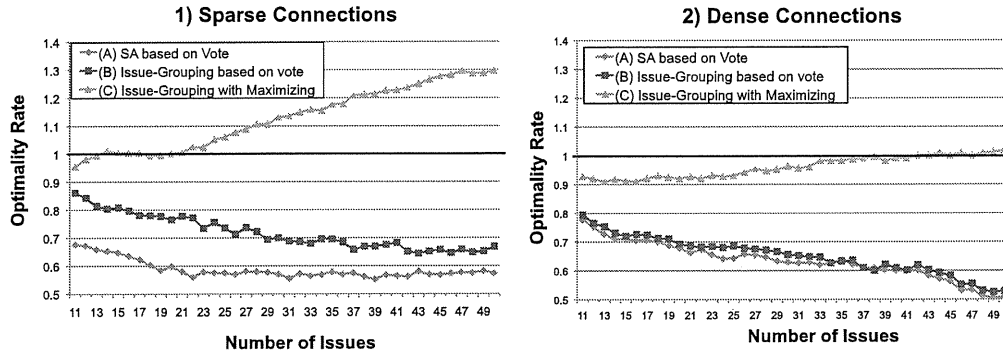 1) Sparse Connections
1.4
1.3
1.2
1.1
1
0.9
0.8
0.7
0.6
0.5
Optimality Rate
(A) SA based on Vote
(B) Issue-Grouping based on vote
(C) Issue-Grouping with Maximizing
11 13 15 17 19 21 23 25 27 29 31 33 35 37 39 41 43 45 47 49
Number of Issues
2) Dense Connections
1.4
1.3
1.2
1.1
1
0.9
0.8
0.7
0.6
0.5
Optimality Rate
(A) SA based on Vote
(B) Issue-Grouping based on vote
(C) Issue-Grouping with Maximizing
11 13 15 17 19 21 23 25 27 29 31 33 35 37 39 41 43 45 47 49
Number of Issues